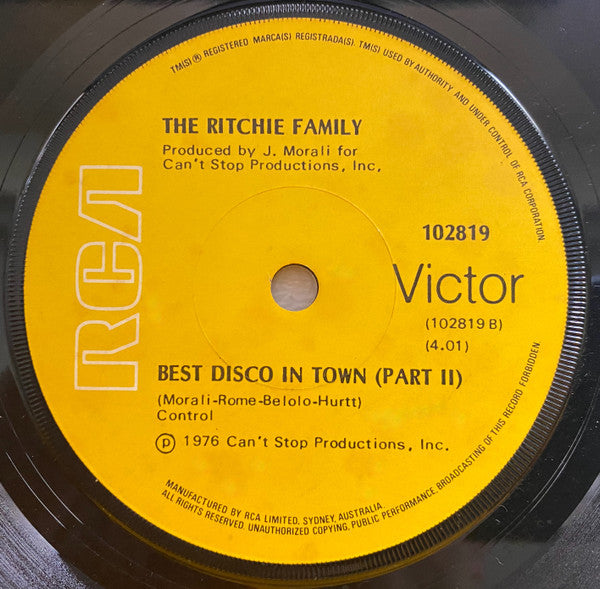 TM(S) ® REGISTERED MARCA(S) REGISTRADA(S). TM(S) USED BY AUTHORITY AND UNDER CONTROL OF RCA CORPORATION.
THE RITCHIE FAMILY
Produced by J. Morali for
Can't Stop Productions, Inc.
RCA
102819
Victor
(102819 B)
(4.01)
BEST DISCO IN TOWN (PART II)
(Morali-Rome-Belolo-Hurtt)
Control
℗ 1976 Can't Stop Productions, Inc.
MANUFACTURED BY RCA LIMITED, SYDNEY, AUSTRALIA
ALL RIGHTS RESERVED. UNAUTHORIZED COPYING, PUBLIC PERFORMANCE, BROADCASTING OF THIS RECORD FORBIDDEN.